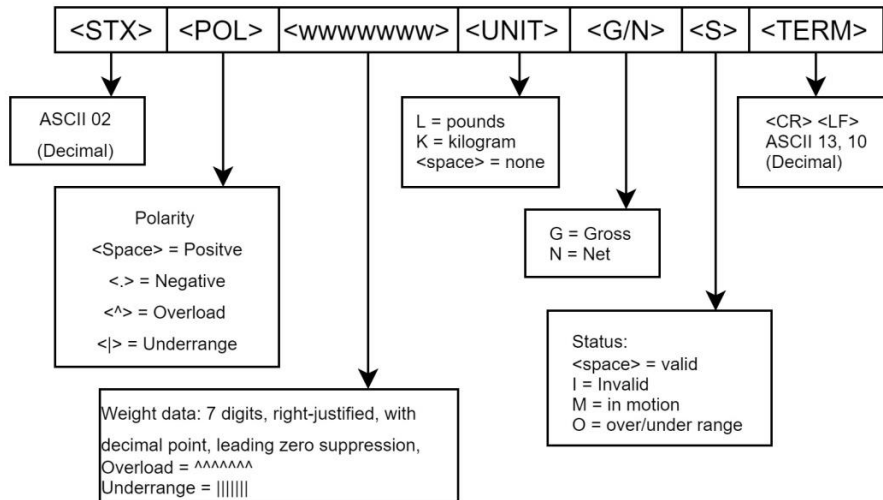 <STX> <POL> <wwwwwww> <UNIT> <G/N> <S> <TERM>
ASCII 02
(Decimal)
L = pounds
K = kilogram
<space> = none
<CR> <LF>
ASCII 13, 10
(Decimal)
Polarity
<Space> = Positve
<.> = Negative
<^> = Overload
<|> = Underrange
G = Gross
N = Net
Status:
<space> = valid
I = Invalid
M = in motion
O = over/under range
Weight data: 7 digits, right-justified, with
decimal point, leading zero suppression,
Overload = ^^^^^^^
Underrange = |||||||